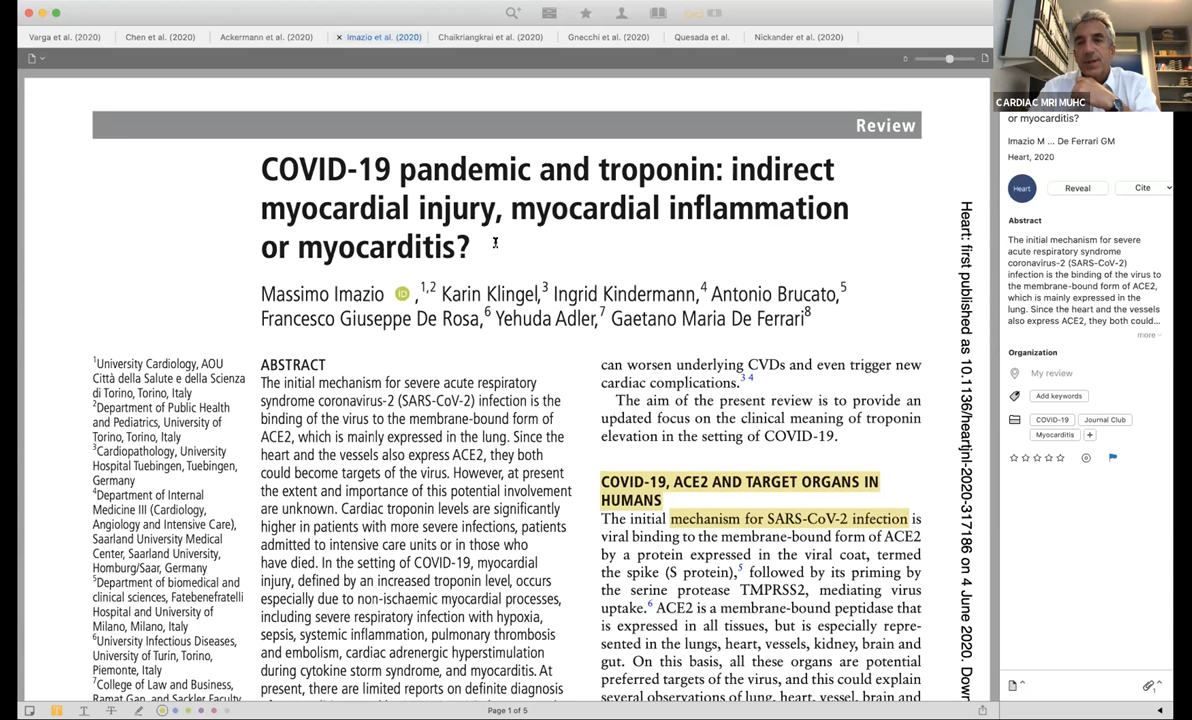 Varga et al. (2020)
Chen et al. (2020)
Ackermann et al. (2020)
× Imazio et al. (2020)
Chaikriangkrai et al. (2020)
Gnecchi et al. (2020)
Quesada et al.
Nickander et al. (2020)
CARDIAC MRI MUHC
Review
COVID-19 pandemic and troponin: indirect
myocardial injury, myocardial inflammation
or myocarditis?
Massimo Imazio iD ,1,2 Karin Klingel,3 Ingrid Kindermann,4 Antonio Brucato,5
Francesco Giuseppe De Rosa,6 Yehuda Adler,7 Gaetano Maria De Ferrari8
1University Cardiology, AOU
Città della Salute e della Scienza
di Torino, Torino, Italy
2Department of Public Health
and Pediatrics, University of
Torino, Torino, Italy
3Cardiopathology, University
Hospital Tuebingen, Tuebingen,
Germany
4Department of Internal
Medicine III (Cardiology,
Angiology and Intensive Care),
Saarland University Medical
Center, Saarland University,
Homburg/Saar, Germany
5Department of biomedical and
clinical sciences, Fatebenefratelli
Hospital and University of
Milano, Milano, Italy
6University Infectious Diseases,
University of Turin, Torino,
Piemonte, Italy
7College of Law and Business,
Ramat Gan, and Sackler Faculty
ABSTRACT
The initial mechanism for severe acute respiratory
syndrome coronavirus-2 (SARS-CoV-2) infection is the
binding of the virus to the membrane-bound form of
ACE2, which is mainly expressed in the lung. Since the
heart and the vessels also express ACE2, they both
could become targets of the virus. However, at present
the extent and importance of this potential involvement
are unknown. Cardiac troponin levels are significantly
higher in patients with more severe infections, patients
admitted to intensive care units or in those who
have died. In the setting of COVID-19, myocardial
injury, defined by an increased troponin level, occurs
especially due to non-ischaemic myocardial processes,
including severe respiratory infection with hypoxia,
sepsis, systemic inflammation, pulmonary thrombosis
and embolism, cardiac adrenergic hyperstimulation
during cytokine storm syndrome, and myocarditis. At
present, there are limited reports on definite diagnosis
can worsen underlying CVDs and even trigger new
cardiac complications.3 4
The aim of the present review is to provide an
updated focus on the clinical meaning of troponin
elevation in the setting of COVID-19.
COVID-19, ACE2 AND TARGET ORGANS IN
HUMANS
The initial mechanism for SARS-CoV-2 infection is
viral binding to the membrane-bound form of ACE2
by a protein expressed in the viral coat, termed
the spike (S protein),5 followed by its priming by
the serine protease TMPRSS2, mediating virus
uptake.6 ACE2 is a membrane-bound peptidase that
is expressed in all tissues, but is especially repre-
sented in the lungs, heart, vessels, kidney, brain and
gut. On this basis, all these organs are potential
preferred targets of the virus, and this could explain
several observations of lung, heart, vessel, brain and
Heart: first published as 10.1136/heartjnl-2020-317186 on 4 June 2020. Down
Page 1 of 5
or myocarditis?
Imazio M ... De Ferrari GM
Heart, 2020
Heart
Reveal
Cite
Abstract
The initial mechanism for severe
acute respiratory syndrome
coronavirus-2 (SARS-CoV-2)
infection is the binding of the virus to
the membrane-bound form of ACE2,
which is mainly expressed in the
lung. Since the heart and the vessels
also express ACE2, they both could...
more
Organization
My review
Add keywords
COVID-19
Journal Club
Myocarditis
+